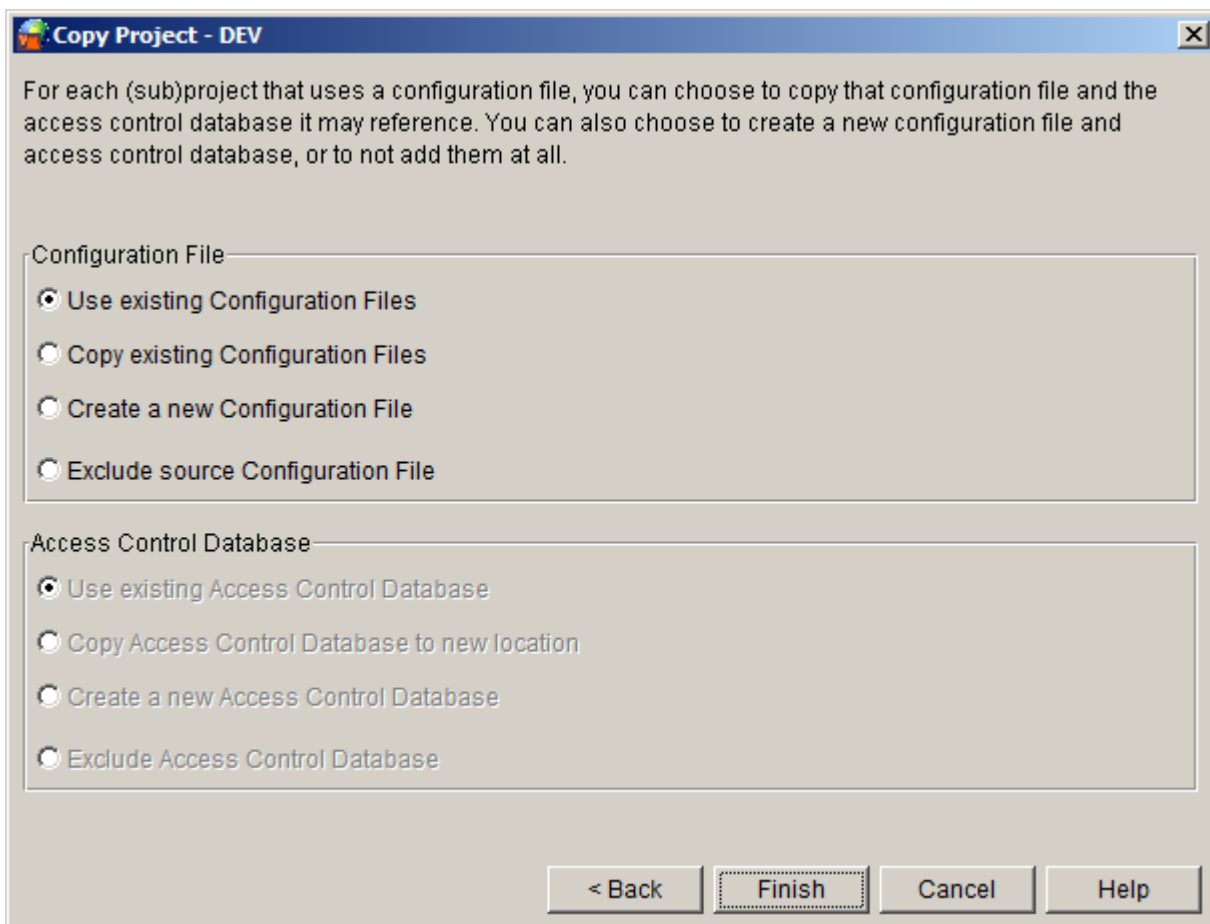 Copy Project - DEV
For each (sub)project that uses a configuration file, you can choose to copy that configuration file and the
access control database it may reference. You can also choose to create a new configuration file and
access control database, or to not add them at all.
Configuration File
Use existing Configuration Files
Copy existing Configuration Files
Create a new Configuration File
Exclude source Configuration File
Access Control Database
Use existing Access Control Database
Copy Access Control Database to new location
Create a new Access Control Database
Exclude Access Control Database
< Back Finish Cancel Help